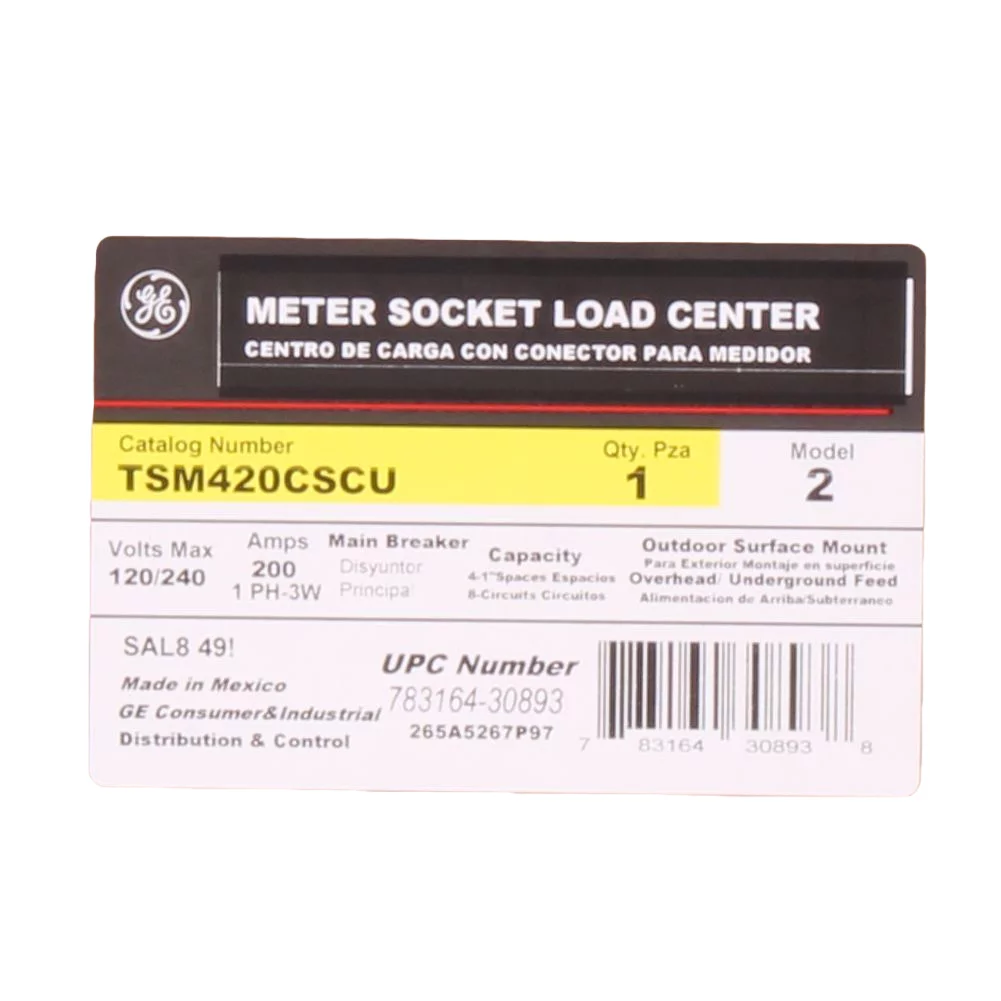 GE
METER SOCKET LOAD CENTER
CENTRO DE CARGA CON CONECTOR PARA MEDIDOR
Catalog Number
TSM420CSCU
Qty. Pza
1
Model
2
Volts Max
120/240
Amps
200
1 PH-3W
Main Breaker
Disyuntor
Principal
Capacity
4-1"Spaces Espacios
8-Circuits Circuitos
Outdoor Surface Mount
Para Exterior Montaje en superficie
Overhead/ Underground Feed
Alimentacion de Arriba/Subterraneo
SAL8 49!
Made in Mexico
GE Consumer&Industrial
Distribution & Control
UPC Number
783164-30893
265A5267P97
7 83164 30893 8